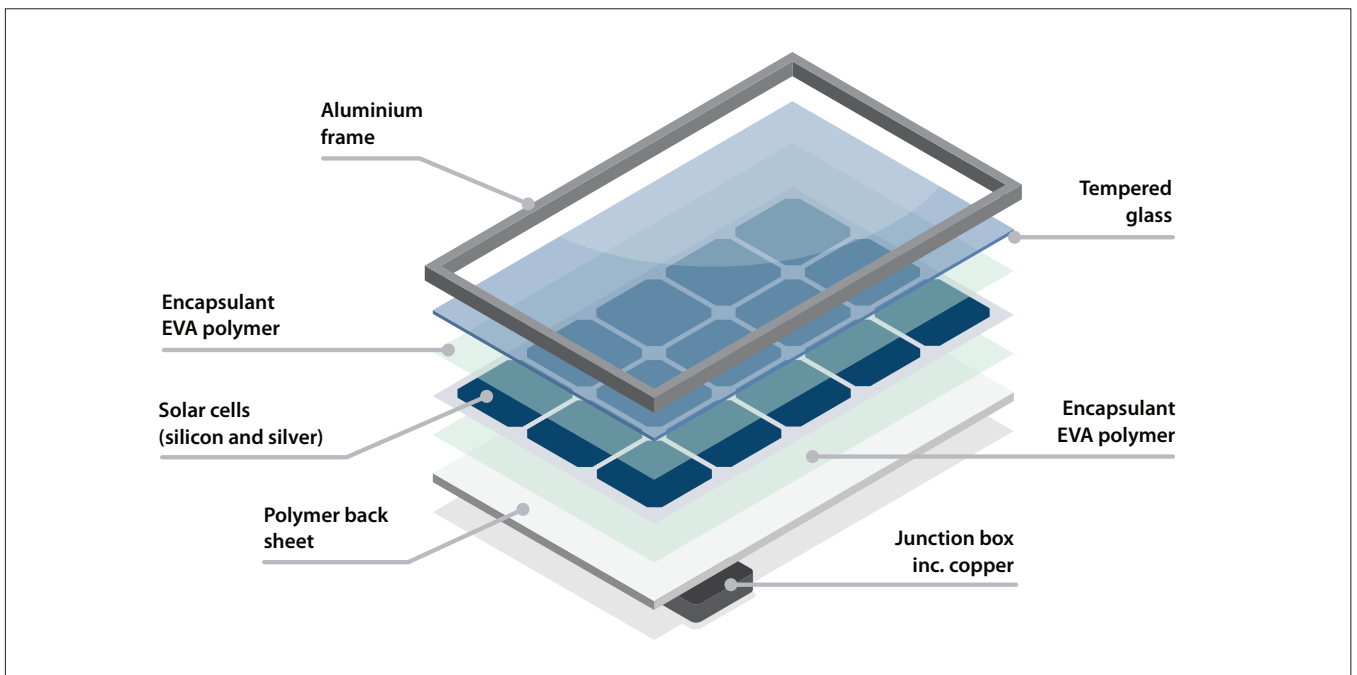 Aluminium
frame
Tempered
glass
Encapsulant
EVA polymer
Solar cells
(silicon and silver)
Encapsulant
EVA polymer
Polymer back
sheet
Junction box
inc. copper